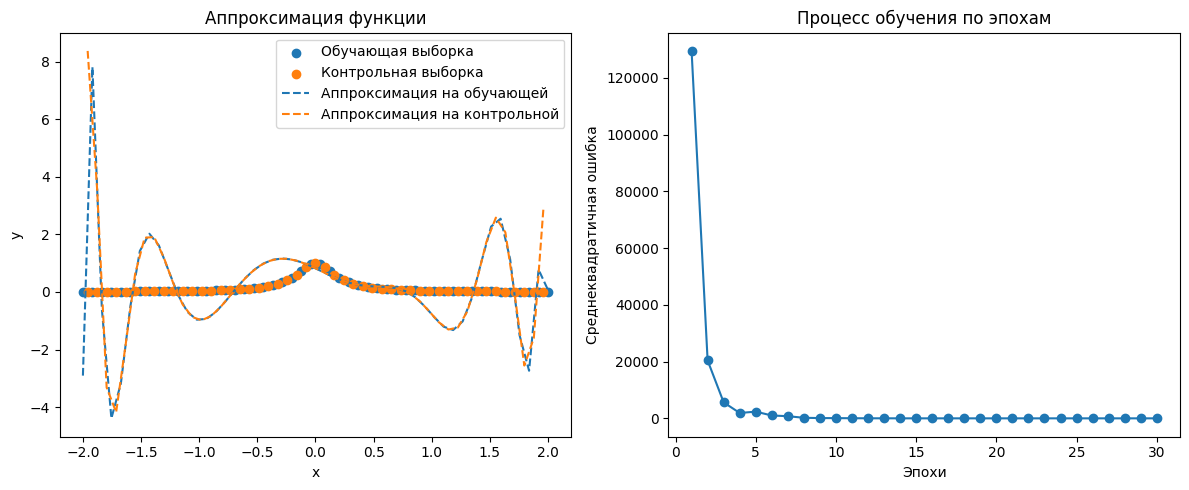 Аппроксимация функции
Обучающая выборка
Контрольная выборка
Аппроксимация на обучающей
Аппроксимация на контрольной
8
6
4
2
0
−2
−4
y
−2.0 −1.5 −1.0 −0.5 0.0 0.5 1.0 1.5 2.0
x
Процесс обучения по эпохам
120000
100000
80000
60000
40000
20000
0
Среднеквадратичная ошибка
0 5 10 15 20 25 30
Эпохи